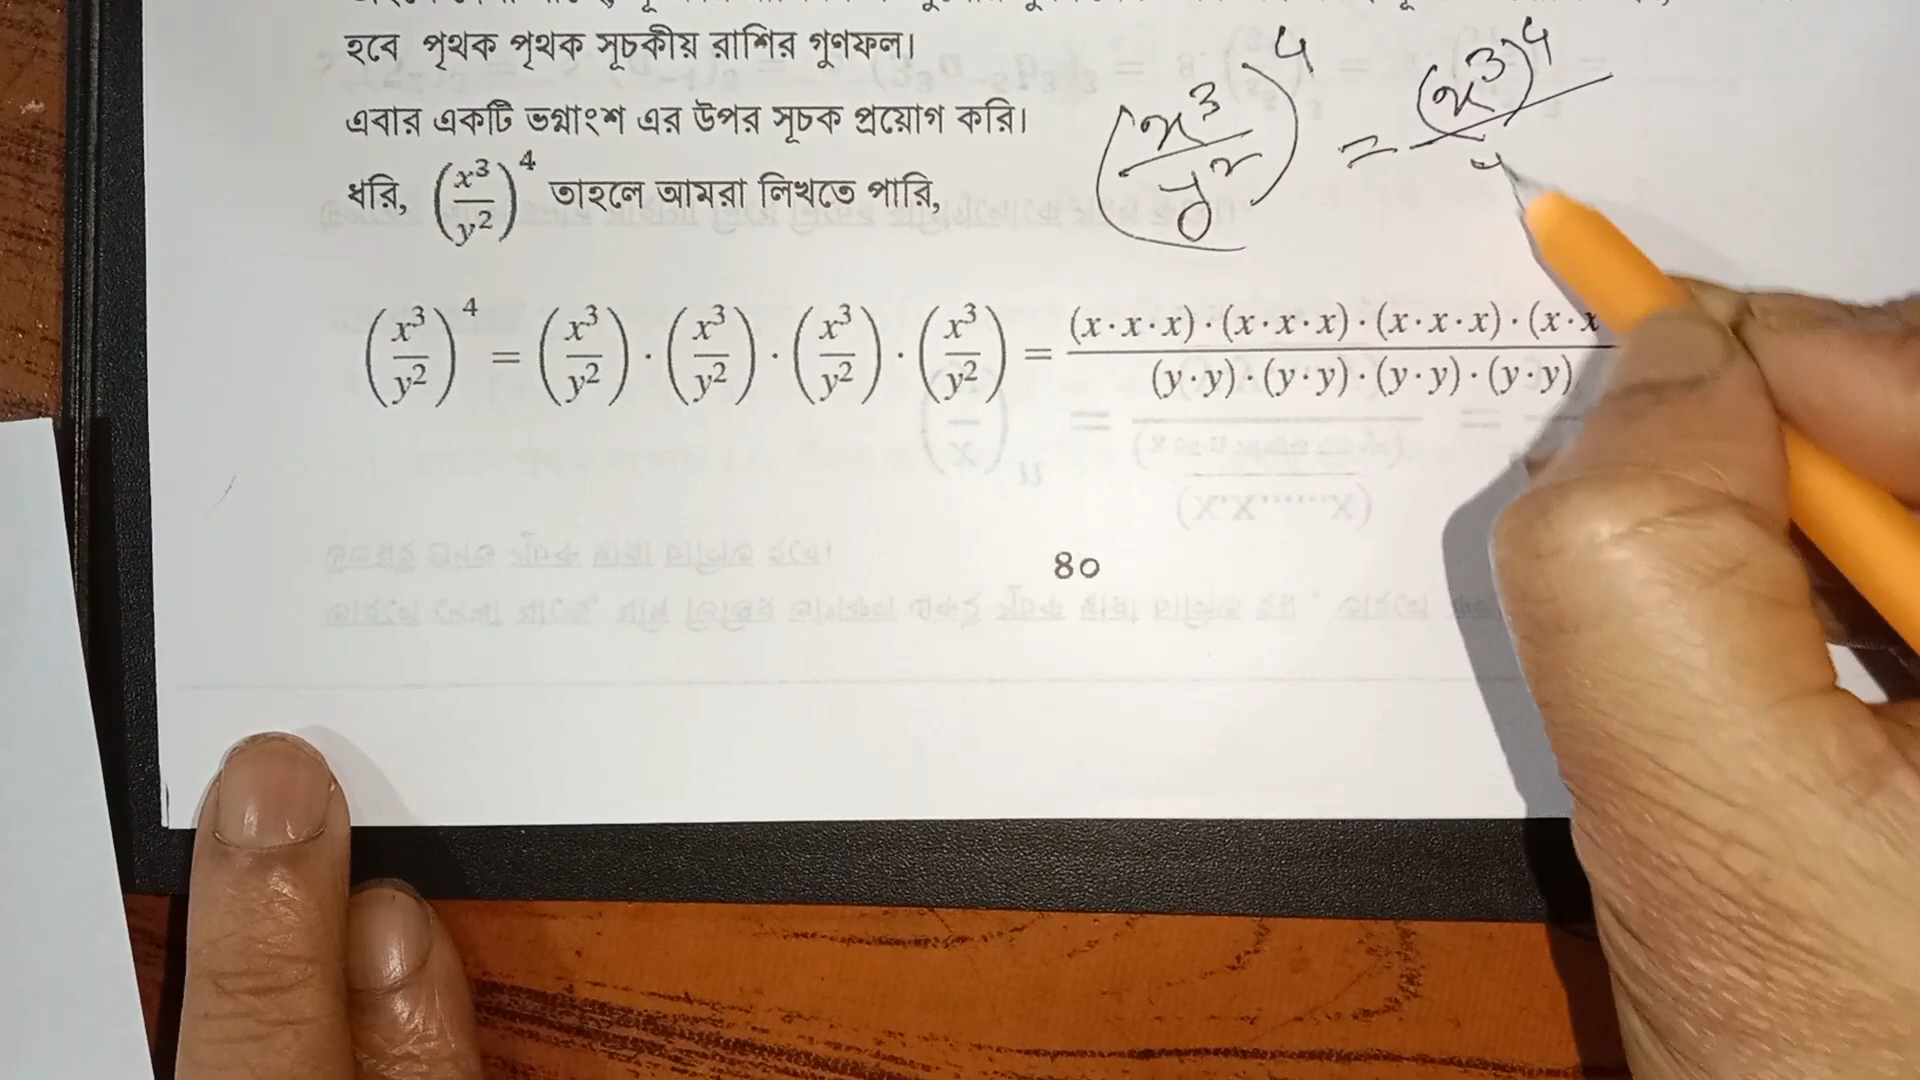 হবে পৃথক পৃথক সূচকীয় রাশির গুণফল।
এবার একটি ভগ্নাংশ এর উপর সূচক প্রয়োগ করি।
ধরি, (x³/y²)⁴ তাহলে আমরা লিখতে পারি,
(x³/y²)⁴ = (x³)⁴/y
(x³/y²)⁴ = (x³/y²)·(x³/y²)·(x³/y²)·(x³/y²) = (x·x·x)·(x·x·x)·(x·x·x)·(x·x / (y·y)·(y·y)·(y·y)·(y·y)
80